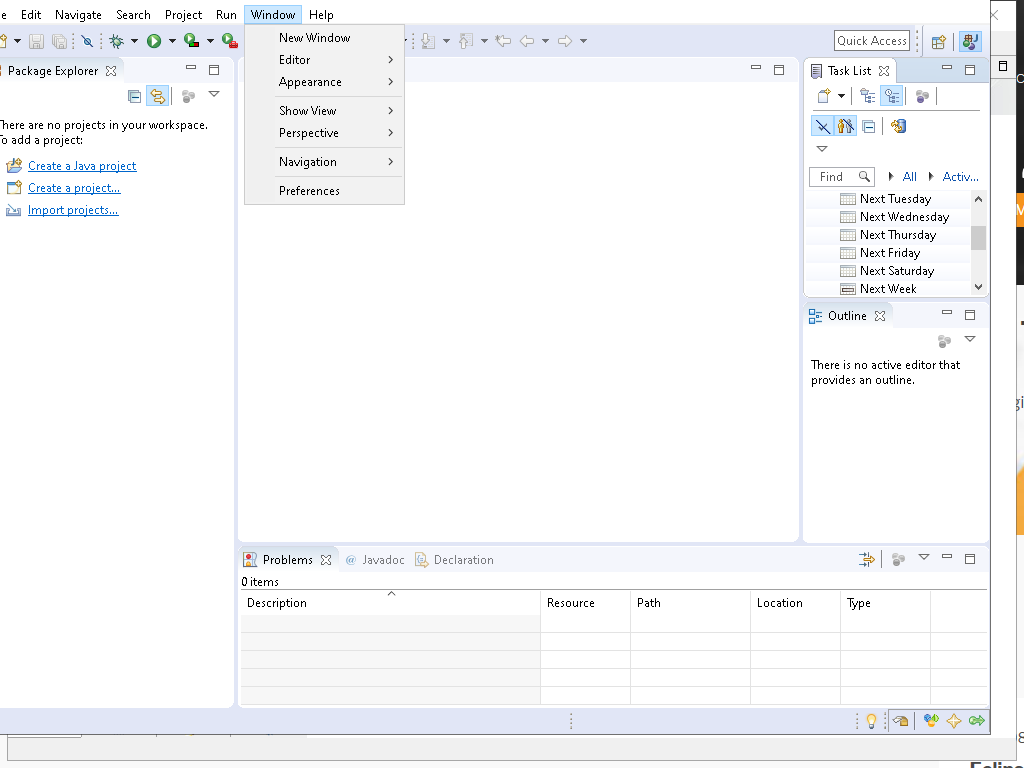 Edit Navigate Search Project Run Window Help
New Window
Editor
Appearance
Show View
Perspective
Navigation
Preferences
Quick Access
Package Explorer
There are no projects in your workspace.
To add a project:
Create a Java project
Create a project...
Import projects...
Task List
Find All Activ...
Next Tuesday
Next Wednesday
Next Thursday
Next Friday
Next Saturday
Next Week
Outline
There is no active editor that
provides an outline.
Problems @ Javadoc Declaration
0 items
Description Resource Path Location Type